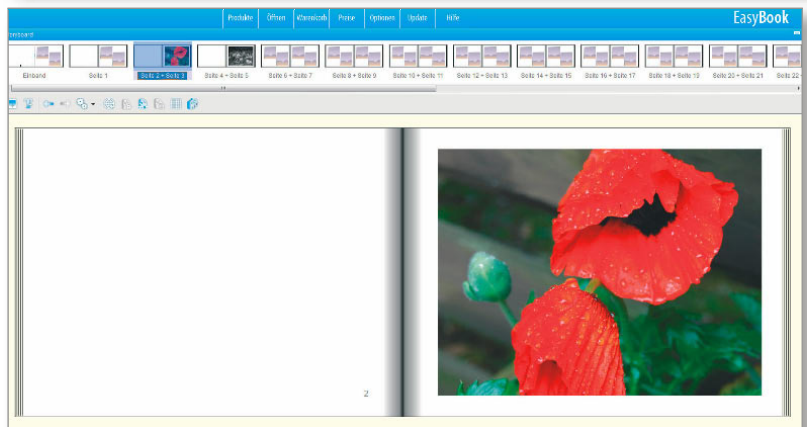 Produkte Öffnen Warenkorb Preise Optionen Update Hilfe EasyBook
Einband Seite 1 Seite 2 + Seite 3 Seite 4 + Seite 5 Seite 6 + Seite 7 Seite 8 + Seite 9 Seite 10 + Seite 11 Seite 12 + Seite 13 Seite 14 + Seite 15 Seite 16 + Seite 17 Seite 18 + Seite 19 Seite 20 + Seite 21 Seite 22
2